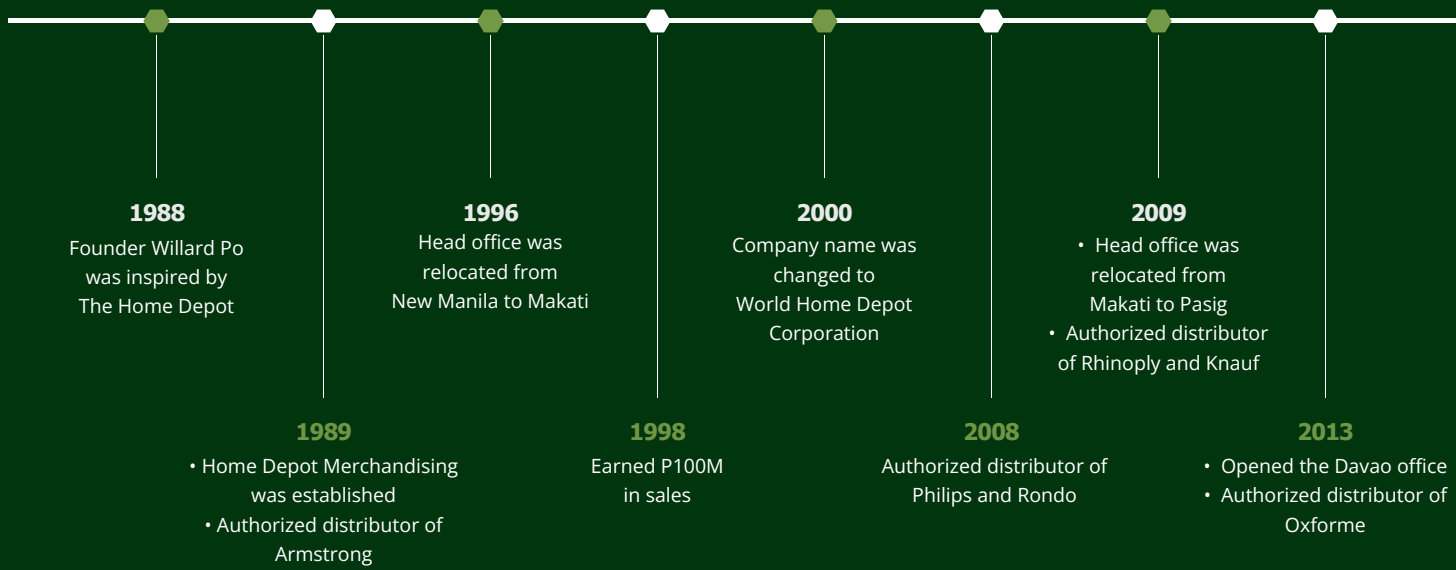 1988
Founder Willard Po
was inspired by
The Home Depot
1989
• Home Depot Merchandising
was established
• Authorized distributor of
Armstrong
1996
Head office was
relocated from
New Manila to Makati
1998
Earned P100M
in sales
2000
Company name was
changed to
World Home Depot
Corporation
2008
Authorized distributor of
Philips and Rondo
2009
• Head office was
relocated from
Makati to Pasig
• Authorized distributor
of Rhinoply and Knauf
2013
• Opened the Davao office
• Authorized distributor of
Oxforme